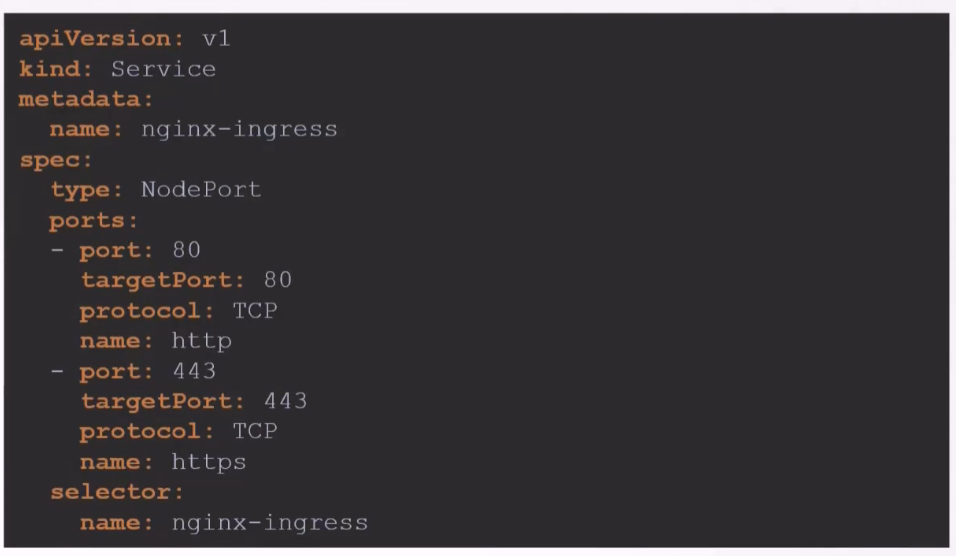 apiVersion: v1
kind: Service
metadata:
  name: nginx-ingress
spec:
  type: NodePort
  ports:
  - port: 80
    targetPort: 80
    protocol: TCP
    name: http
  - port: 443
    targetPort: 443
    protocol: TCP
    name: https
  selector:
    name: nginx-ingress